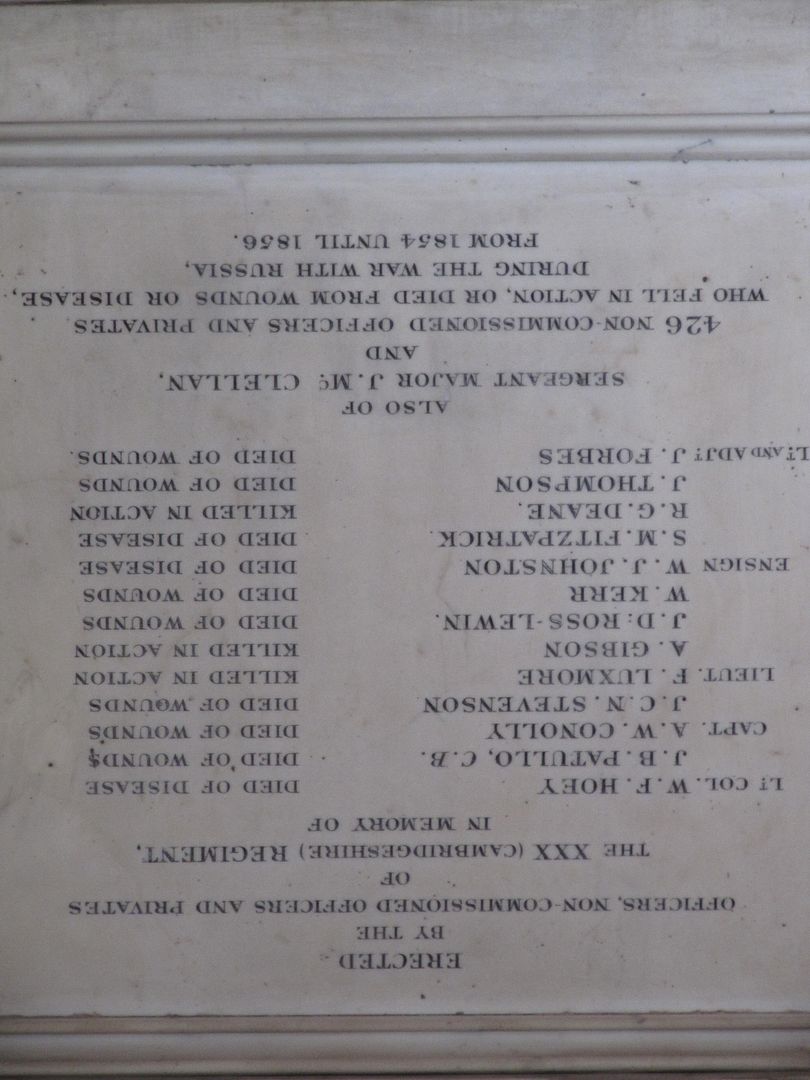 ERECTED
BY THE
OFFICERS, NON-COMMISSIONED OFFICERS AND PRIVATES
OF
THE XXX (CAMBRIDGESHIRE) REGIMENT,
IN MEMORY OF
LT COL. W. F. HOEY DIED OF DISEASE
J. B. PATULLO, C.B. DIED OF WOUNDS
CAPT. A. W. CONOLLY DIED OF WOUNDS
J. C. N. STEVENSON DIED OF WOUNDS
LIEUT. F. LUXMORE KILLED IN ACTION
A. GIBSON KILLED IN ACTION
J. D: ROSS-LEWIN. DIED OF WOUNDS
W. KERR DIED OF WOUNDS
ENSIGN W. J. JOHNSTON DIED OF DISEASE
S. M. FITZPATRICK DIED OF DISEASE
R. G. DEANE. KILLED IN ACTION
J. THOMPSON DIED OF WOUNDS
LT AND ADJT J. FORBES DIED OF WOUNDS.
ALSO OF
SERGEANT MAJOR J. Mc CLELLAN,
AND
426 NON-COMMISSIONED OFFICERS AND PRIVATES
WHO FELL IN ACTION, OR DIED FROM WOUNDS OR DISEASE,
DURING THE WAR WITH RUSSIA,
FROM 1854 UNTIL 1856.